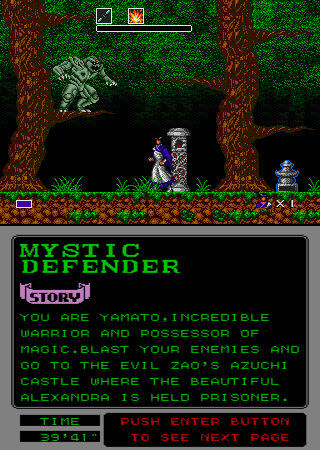 X1
MYSTIC
DEFENDER
STORY
YOU ARE YAMATO,INCREDIBLE
WARRIOR AND POSSESSOR OF
MAGIC.BLAST YOUR ENEMIES AND
GO TO THE EVIL ZAO'S AZUCHI
CASTLE WHERE THE BEAUTIFUL
ALEXANDRA IS HELD PRISONER.
TIME
39'41"
PUSH ENTER BUTTON
TO SEE NEXT PAGE